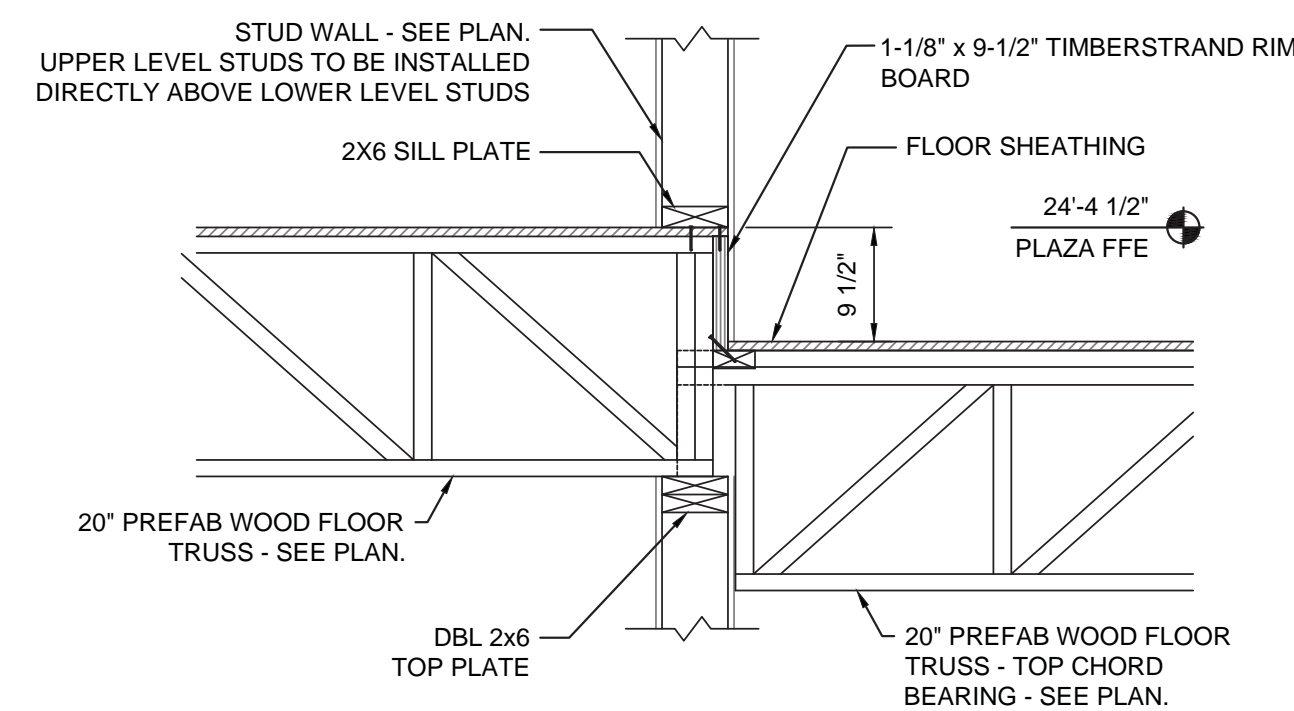 STUD WALL - SEE PLAN.
UPPER LEVEL STUDS TO BE INSTALLED
DIRECTLY ABOVE LOWER LEVEL STUDS
2X6 SILL PLATE
1-1/8" x 9-1/2" TIMBERSTRAND RIM
BOARD
FLOOR SHEATHING
24'-4 1/2"
PLAZA FFE
9 1/2"
20" PREFAB WOOD FLOOR
TRUSS - SEE PLAN.
DBL 2x6
TOP PLATE
20" PREFAB WOOD FLOOR
TRUSS - TOP CHORD
BEARING - SEE PLAN.